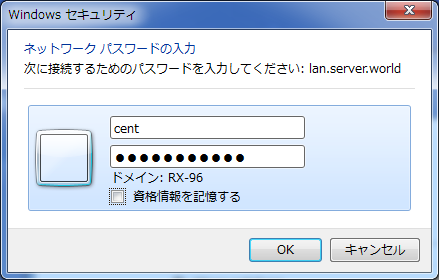 Windows セキュリティ
ネットワーク パスワードの入力
次に接続するためのパスワードを入力してください: lan.server.world
cent
●●●●●●●●●●●
ドメイン: RX-96
資格情報を記憶する
OK
キャンセル